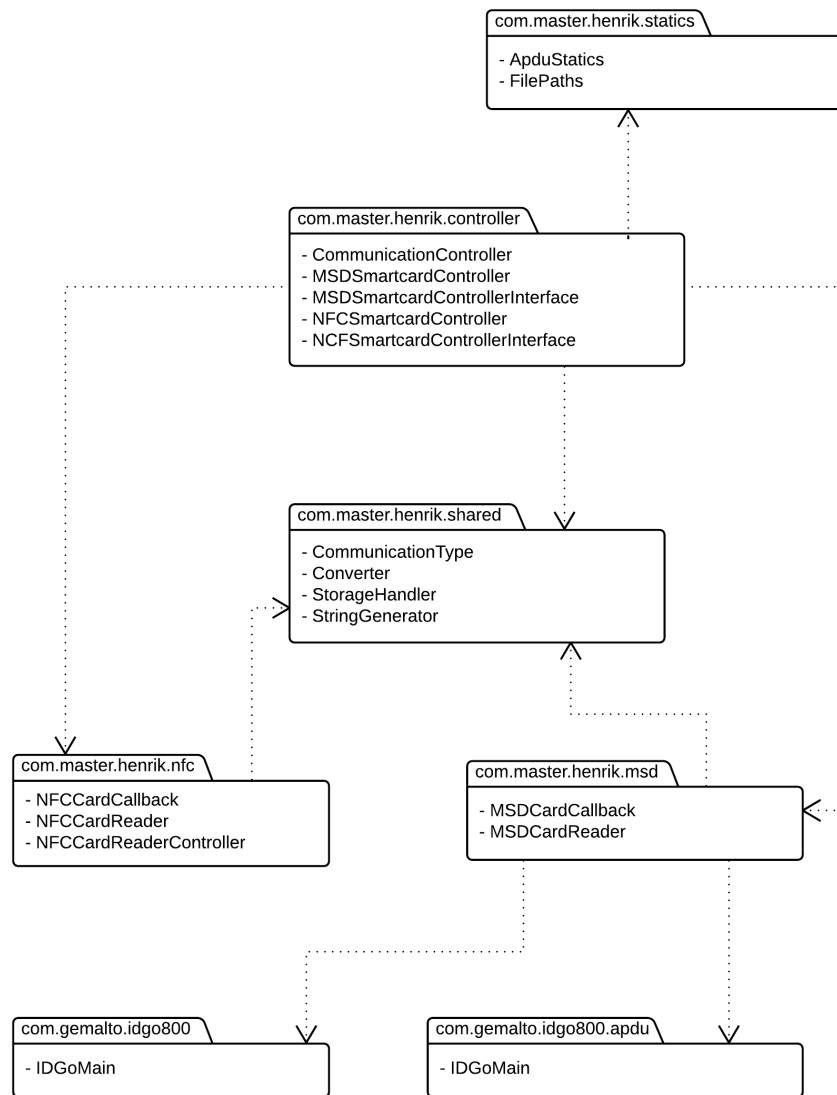 com.master.henrik.statics
- ApduStatics
- FilePaths
com.master.henrik.controller
- CommunicationController
- MSDSmartcardController
- MSDSmartcardControllerInterface
- NFCSmartcardController
- NCFSmartcardControllerInterface
com.master.henrik.shared
- CommunicationType
- Converter
- StorageHandler
- StringGenerator
com.master.henrik.nfc
- NFCCardCallback
- NFCCardReader
- NFCCardReaderController
com.master.henrik.msd
- MSDCardCallback
- MSDCardReader
com.gemalto.idgo800
- IDGoMain
com.gemalto.idgo800.apdu
- IDGoMain